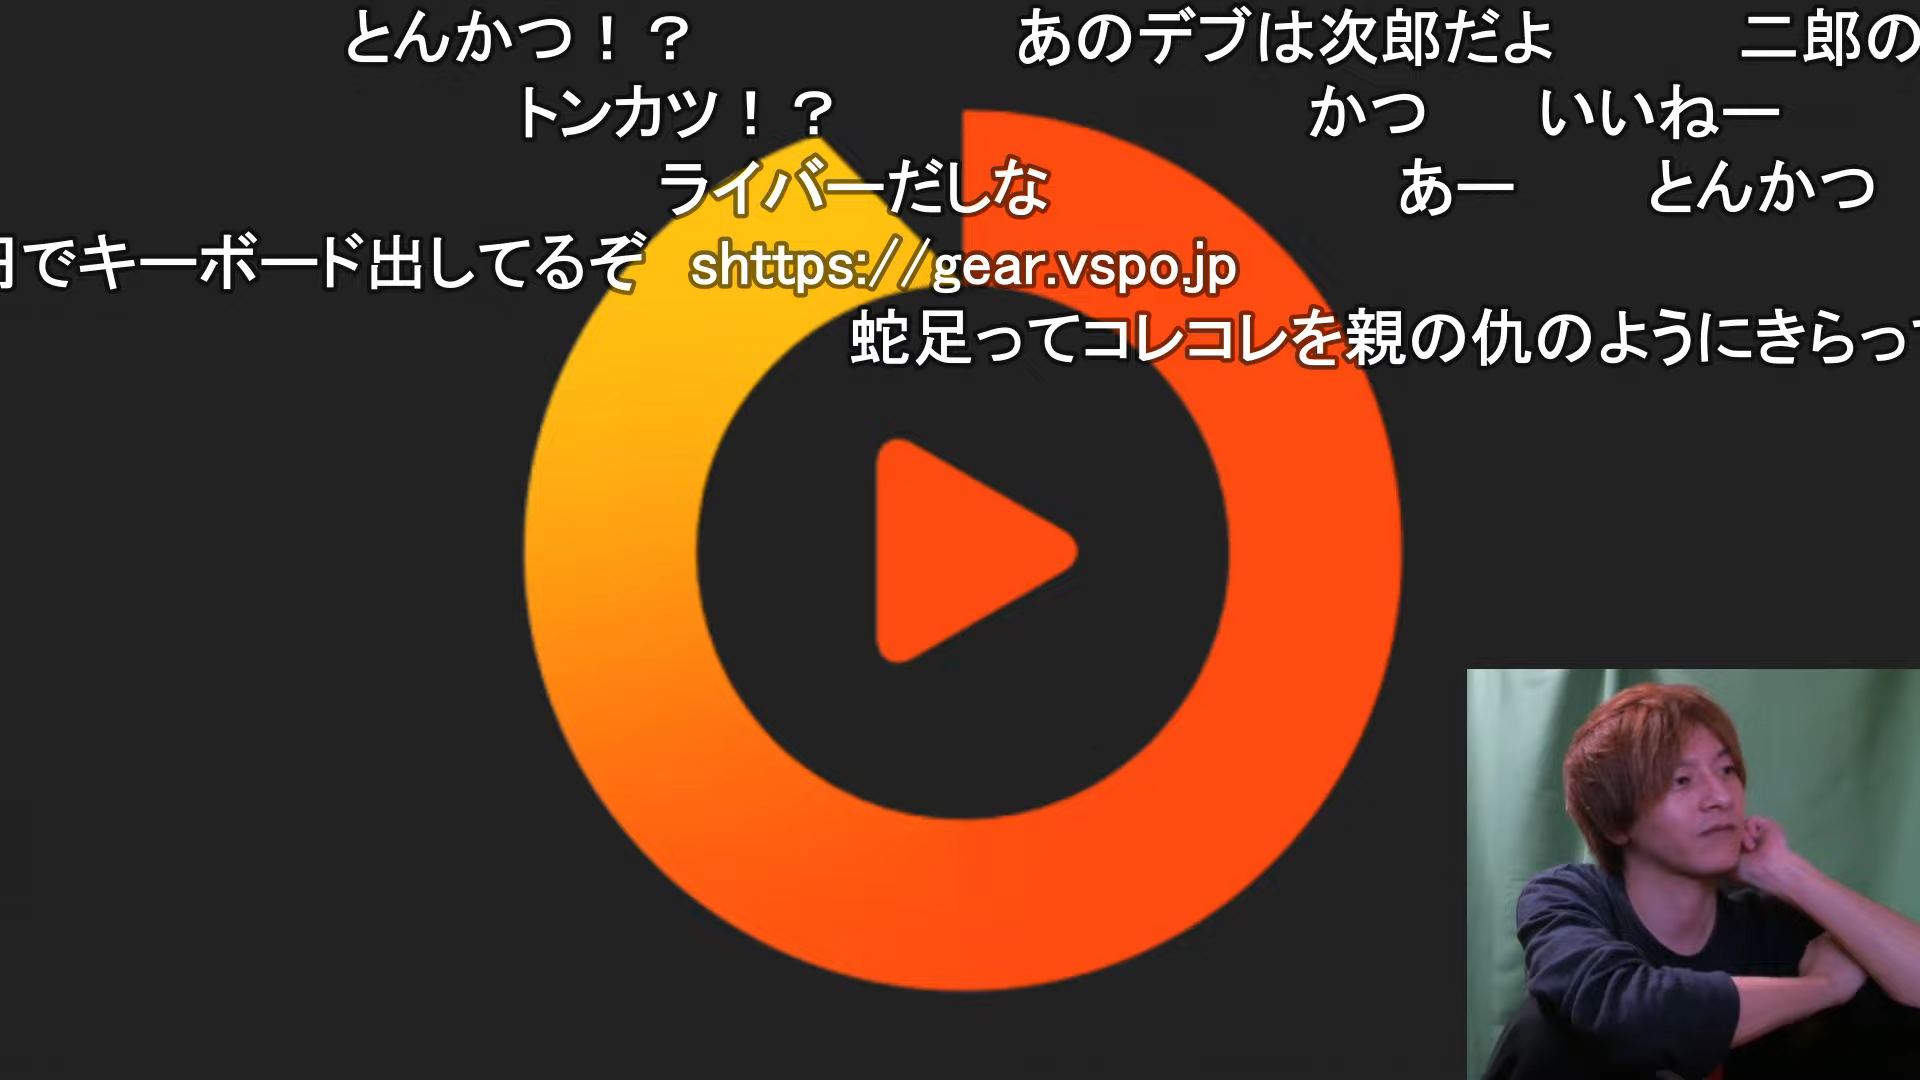 とんかつ！？ あのデブは次郎だよ 二郎の
トンカツ！？ かつ いいねー
ライバーだしな あー とんかつ
円でキーボード出してるぞ shttps://gear.vspo.jp
蛇足ってコレコレを親の仇のようにきらって